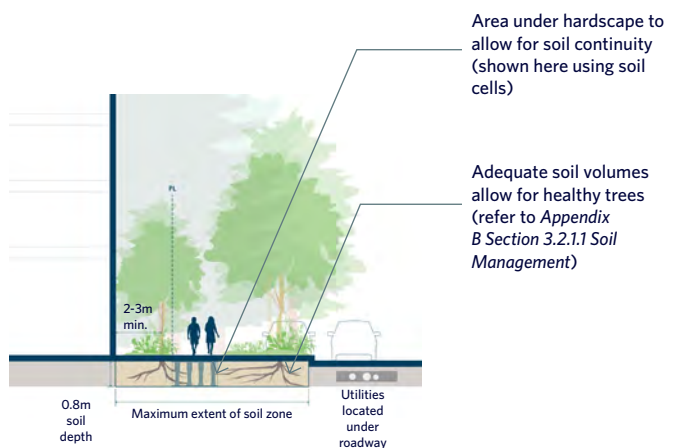 Area under hardscape to
allow for soil continuity
(shown here using soil
cells)
Adequate soil volumes
allow for healthy trees
(refer to Appendix
B Section 3.2.1.1 Soil
Management)
PL
2-3m
min.
0.8m
soil
depth
Maximum extent of soil zone
Utilities
located
under
roadway